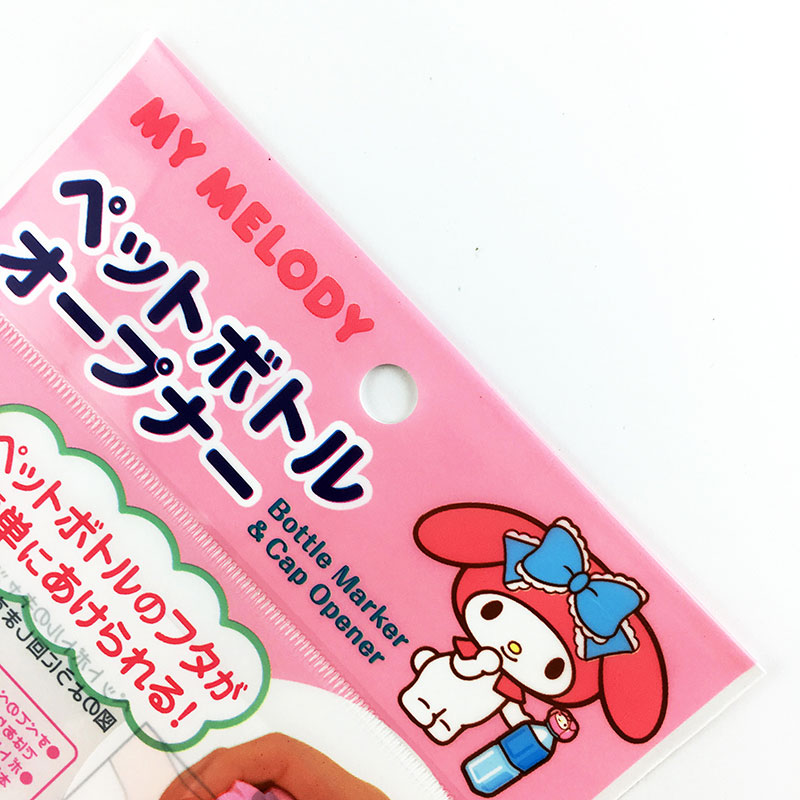 MY MELODY
ペットボトル
オープナー
Bottle Marker
& Cap Opener
ペットボトルのフタが
単にあけられる!